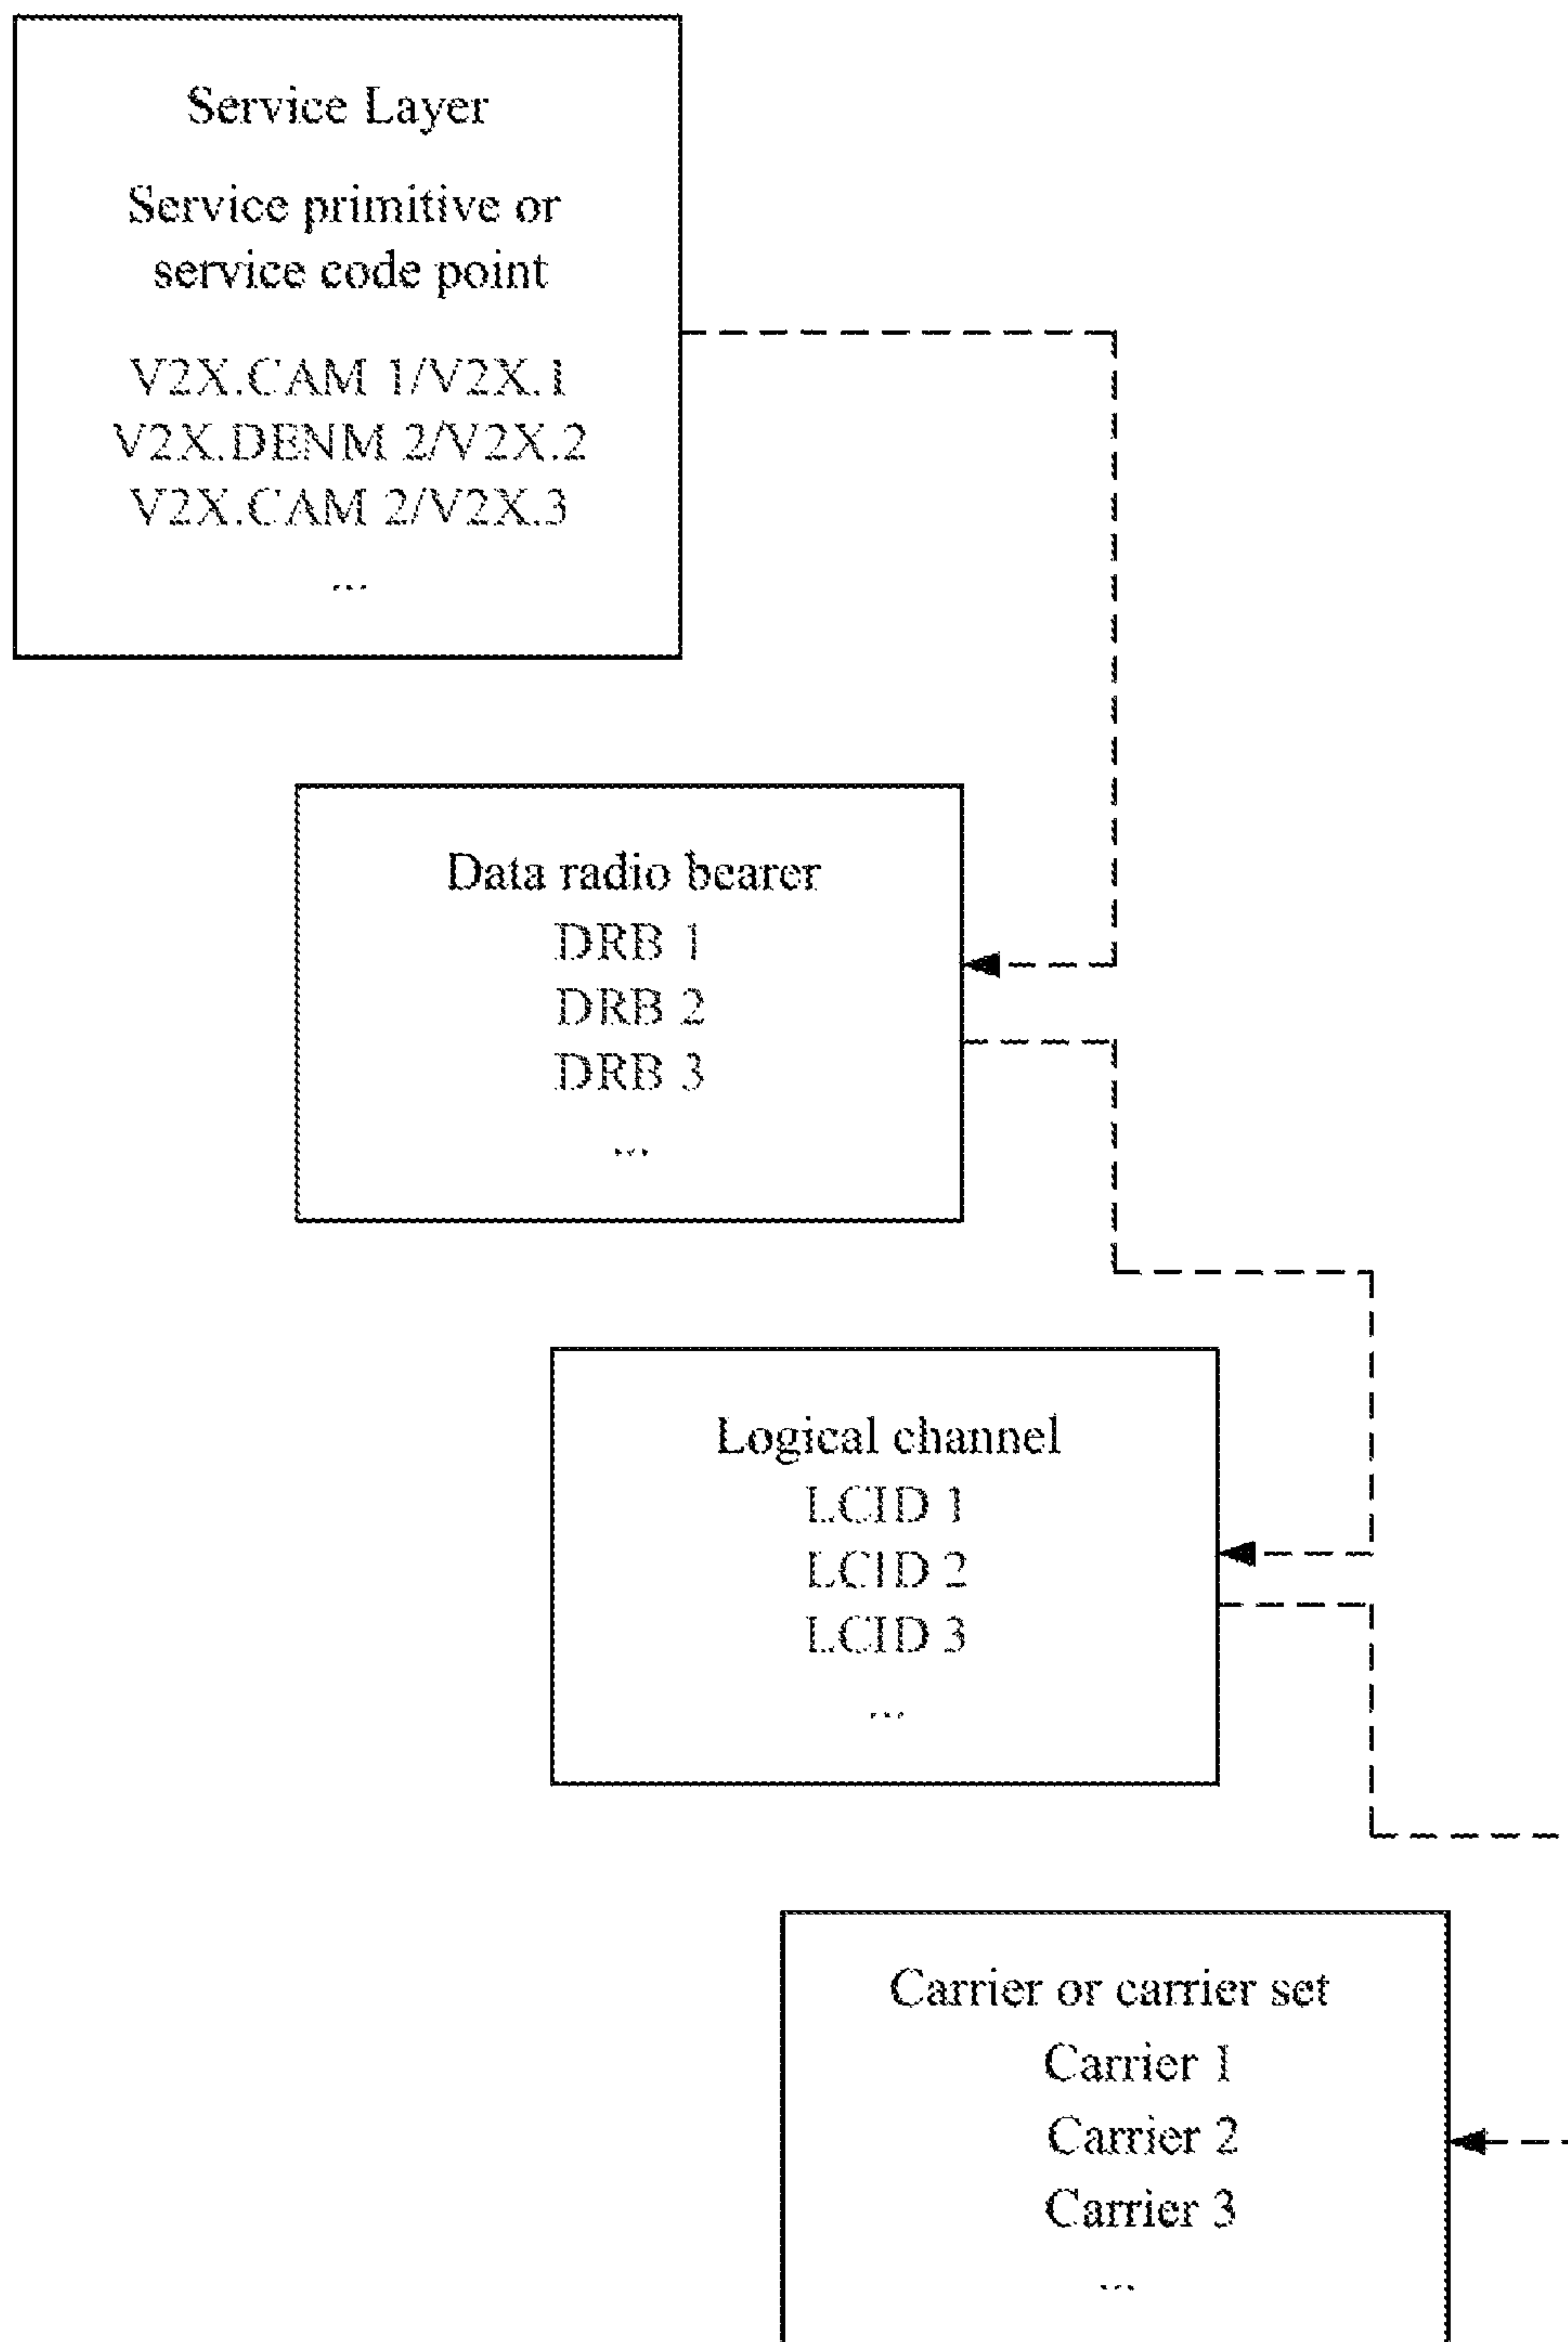 Service Layer
Service primitive or
service code point
V2X.CAM 1/V2X.1
V2X.DENM 2/V2X.2
V2X.CAM 2/V2X.3
...
Data radio bearer
DRB 1
DRB 2
DRB 3
...
Logical channel
LCID 1
LCID 2
LCID 3
...
Carrier or carrier set
Carrier 1
Carrier 2
Carrier 3
...